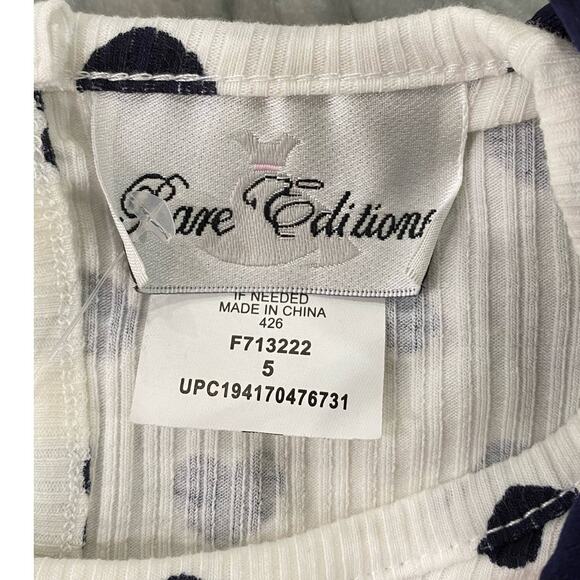 Rare Editions
IF NEEDED
MADE IN CHINA
426
F713222
5
UPC194170476731